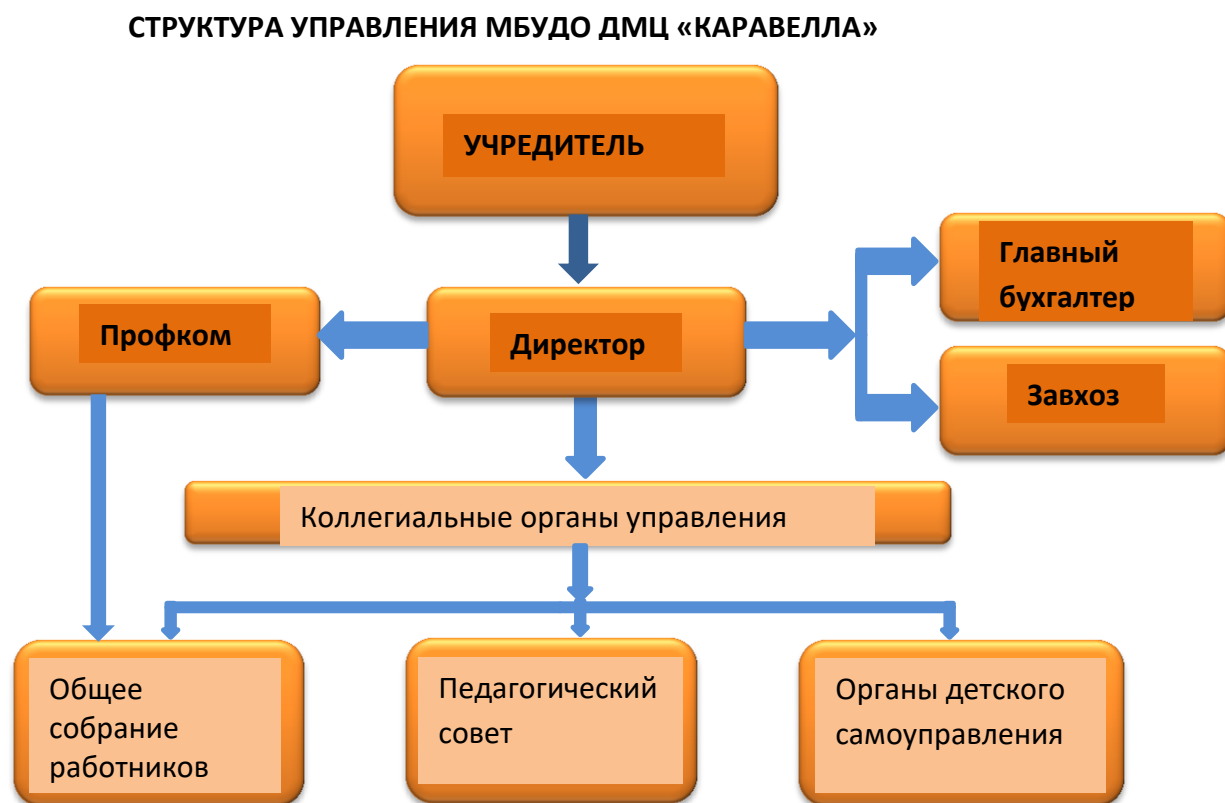 СТРУКТУРА УПРАВЛЕНИЯ МБУДО ДМЦ «КАРАВЕЛЛА»
УЧРЕДИТЕЛЬ
Главный
бухгалтер
Профком
Директор
Завхоз
Коллегиальные органы управления
Общее
собрание
работников
Педагогический
совет
Органы детского
самоуправления